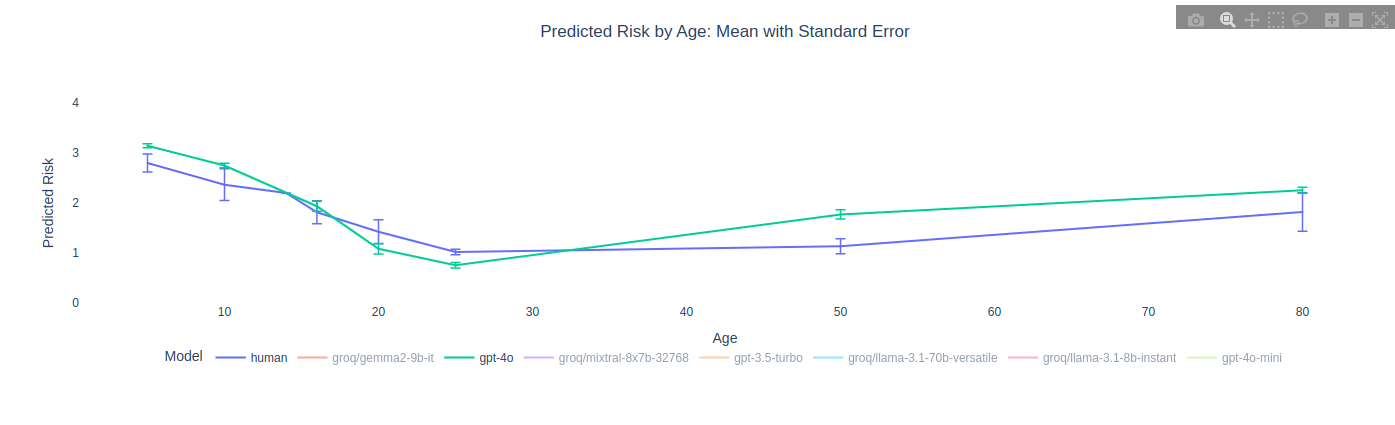 Predicted Risk by Age: Mean with Standard Error
4
3
2
1
0
Predicted Risk
10 20 30 40 50 60 70 80
Age
Model human groq/gemma2-9b-it gpt-4o groq/mixtral-8x7b-32768 gpt-3.5-turbo groq/llama-3.1-70b-versatile groq/llama-3.1-8b-instant gpt-4o-mini